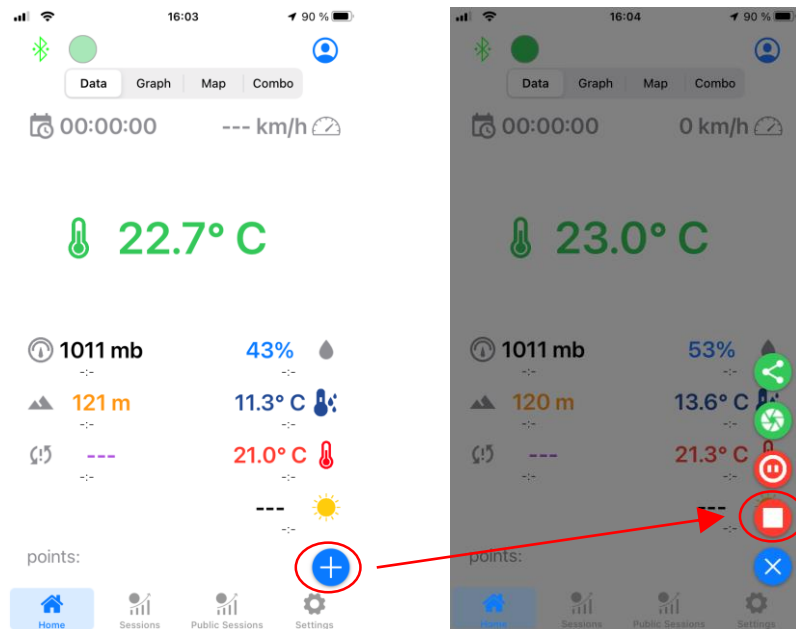 16:03
90 %
Data Graph Map Combo
00:00:00 --- km/h
22.7° C
1011 mb 43%
-:- -:-
121 m 11.3° C
-:- -:-
--- 21.0° C
-:- -:-
---
-:-
points:
Home Sessions Public Sessions Settings
16:04
90 %
Data Graph Map Combo
00:00:00 0 km/h
23.0° C
1011 mb 53%
-:- -:-
120 m 13.6° C
-:- -:-
--- 21.3° C
-:- -:-
---
-:-
points:
Home Sessions Public Sessions Settings